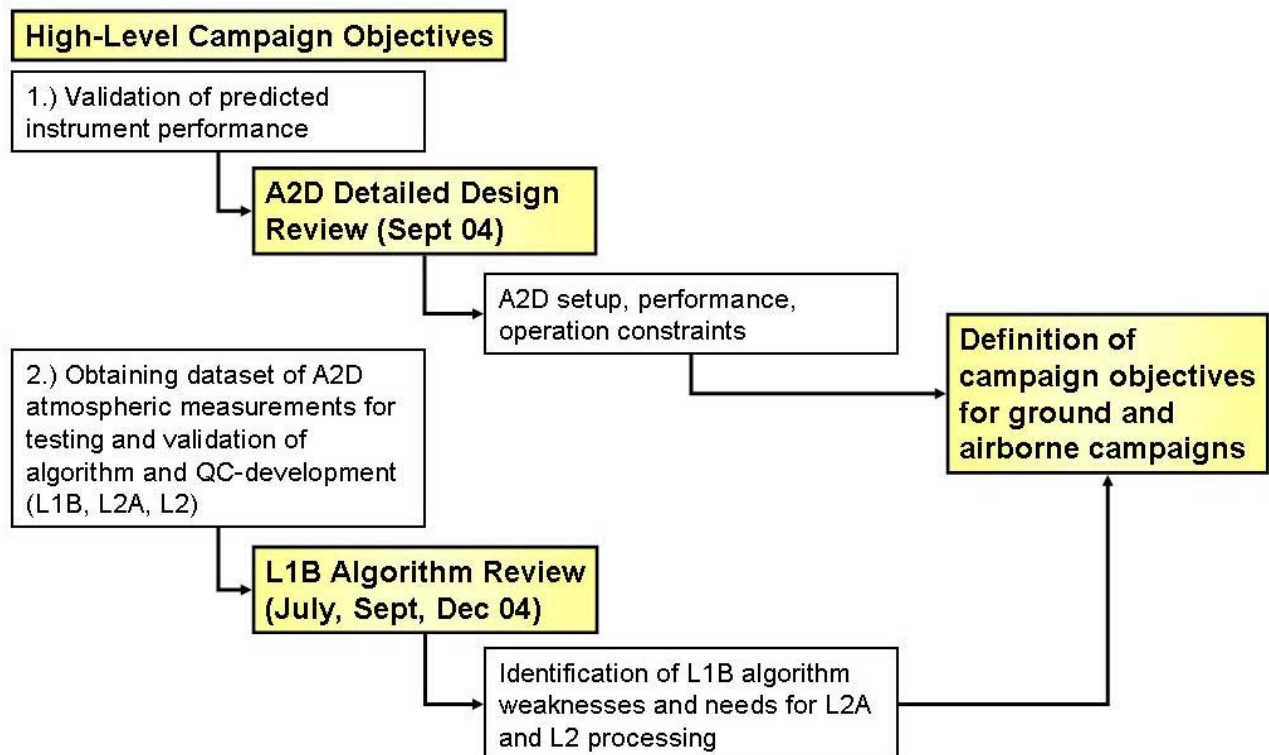 High-Level Campaign Objectives
1.) Validation of predicted
instrument performance
A2D Detailed Design
Review (Sept 04)
A2D setup, performance,
operation constraints
Definition of
campaign objectives
for ground and
airborne campaigns
2.) Obtaining dataset of A2D
atmospheric measurements for
testing and validation of
algorithm and QC-development
(L1B, L2A, L2)
L1B Algorithm Review
(July, Sept, Dec 04)
Identification of L1B algorithm
weaknesses and needs for L2A
and L2 processing